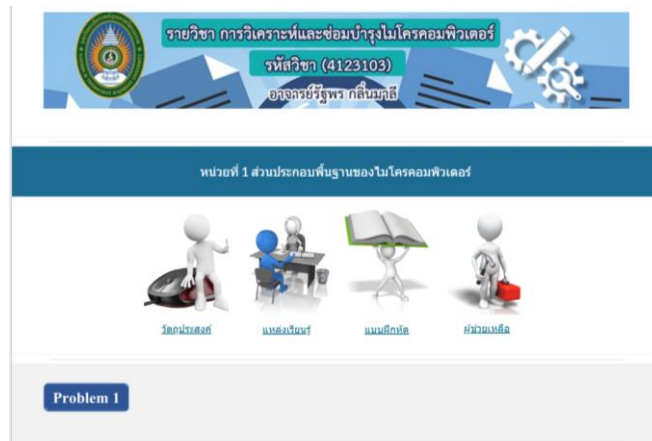 รายวิชา การวิเคราะห์และซ่อมบำรุงไมโครคอมพิวเตอร์
รหัสวิชา (4123103)
อาจารย์รัฐพร กลิ่นมาลี
หน่วยที่ 1 ส่วนประกอบพื้นฐานของไมโครคอมพิวเตอร์
วัตถุประสงค์ แหล่งเรียนรู้ แบบฝึกหัด ผู้ช่วยเหลือ
Problem 1